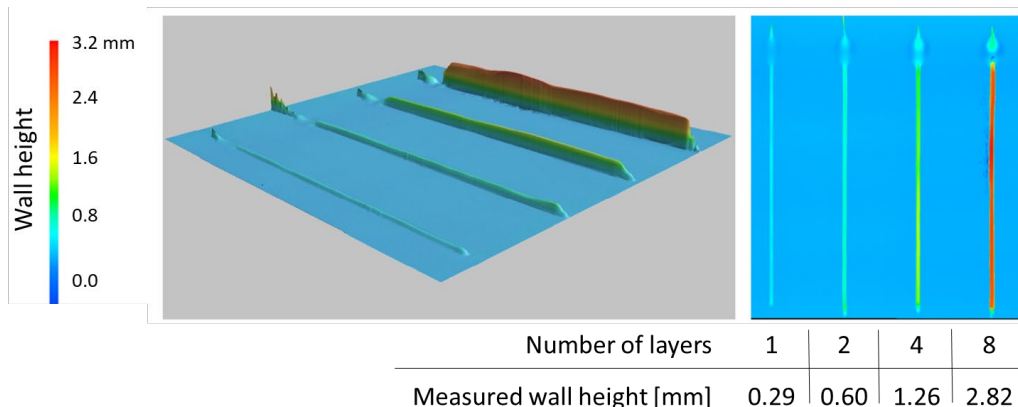 3.2 mm
2.4
1.6
0.8
0.0
Wall height
Number of layers 1 2 4 8
Measured wall height [mm] 0.29 0.60 1.26 2.82